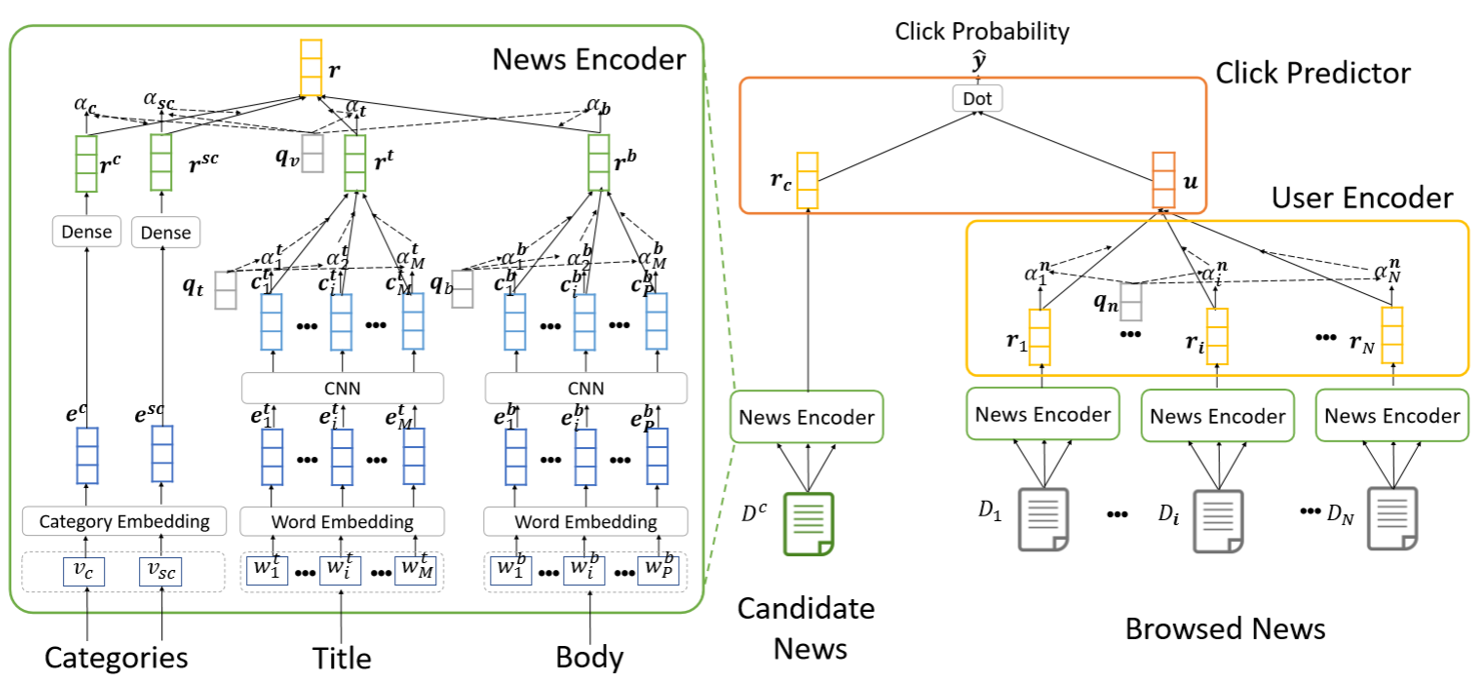 News Encoder
r
α_c
α_sc
α_t
α_b
r^c
r^sc
q_v
r^t
r^b
Dense
Dense
α_1^t
α_2^t
α_M^t
α_1^b
α_2^b
α_M^b
q_t
c_1^t
c_i^t
c_M^t
q_b
c_1^b
c_i^b
c_P^b
••• •••
••• •••
CNN
CNN
e^c
e^sc
e_1^t
e_i^t
e_M^t
e_1^b
e_i^b
e_P^b
••• •••
••• •••
Category Embedding
Word Embedding
Word Embedding
v_c
v_sc
w_1^t ••• w_i^t ••• w_M^t
w_1^b ••• w_i^b ••• w_P^b
Categories
Title
Body
Click Probability
ŷ
Click Predictor
Dot
r_c
u
User Encoder
α_1^n
α_i^n
α_N^n
q_n
r_1
•••
r_i
•••
r_N
News Encoder
News Encoder
News Encoder
News Encoder
D^c
D_1
•••
D_i
•••
D_N
Candidate
News
Browsed News